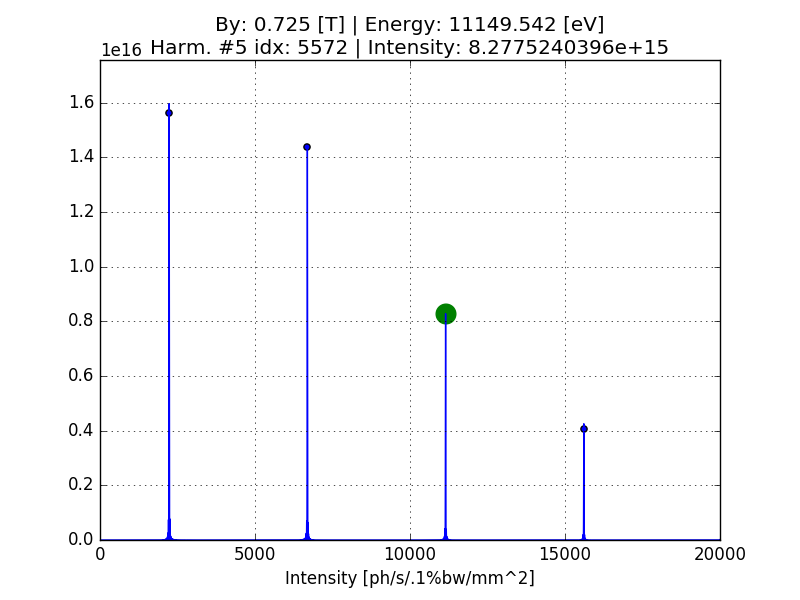 By: 0.725 [T] | Energy: 11149.542 [eV]
1e16 Harm. #5 idx: 5572 | Intensity: 8.2775240396e+15
1.6
1.4
1.2
1.0
0.8
0.6
0.4
0.2
0.0
0 5000 10000 15000 20000
Intensity [ph/s/.1%bw/mm^2]